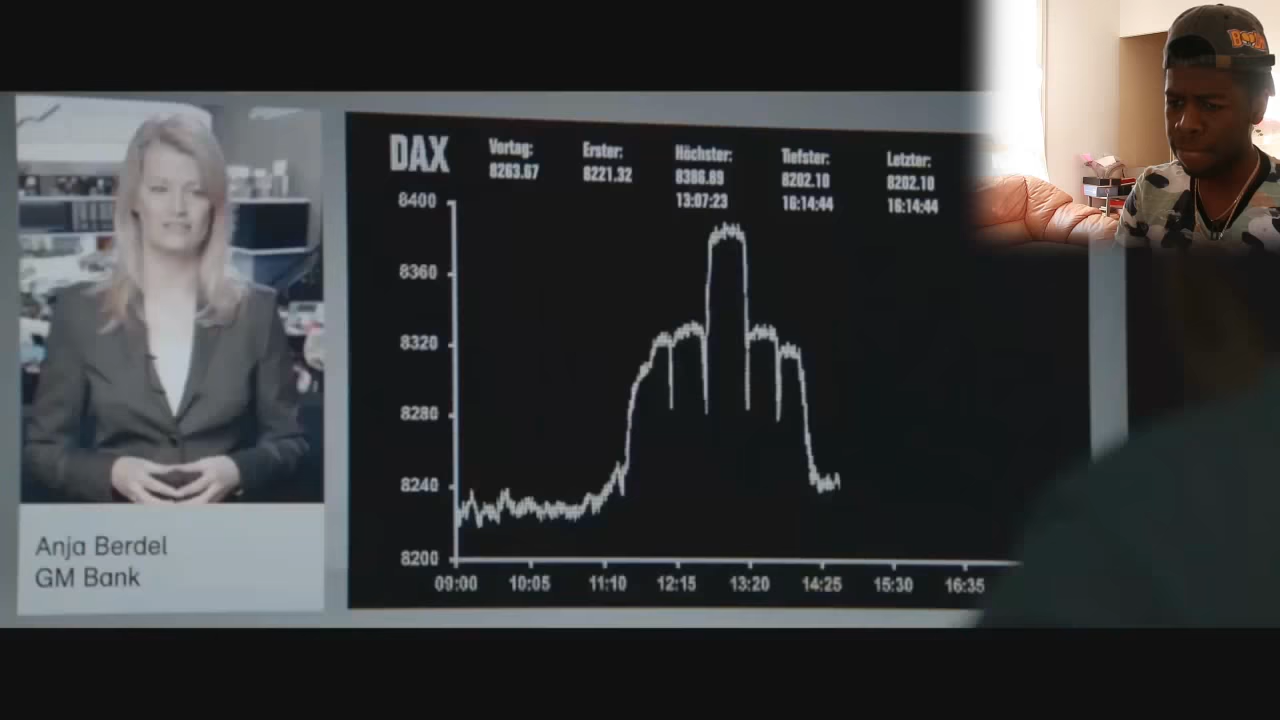 DAX
Vortag:
8263.67
Erster:
8221.32
Höchster:
8386.89
13:07:23
Tiefster:
8202.10
16:14:44
Letzter:
8202.10
16:14:44
8400
8360
8320
8280
8240
8200
09:00 10:05 11:10 12:15 13:20 14:25 15:30 16:35
Anja Berdel
GM Bank